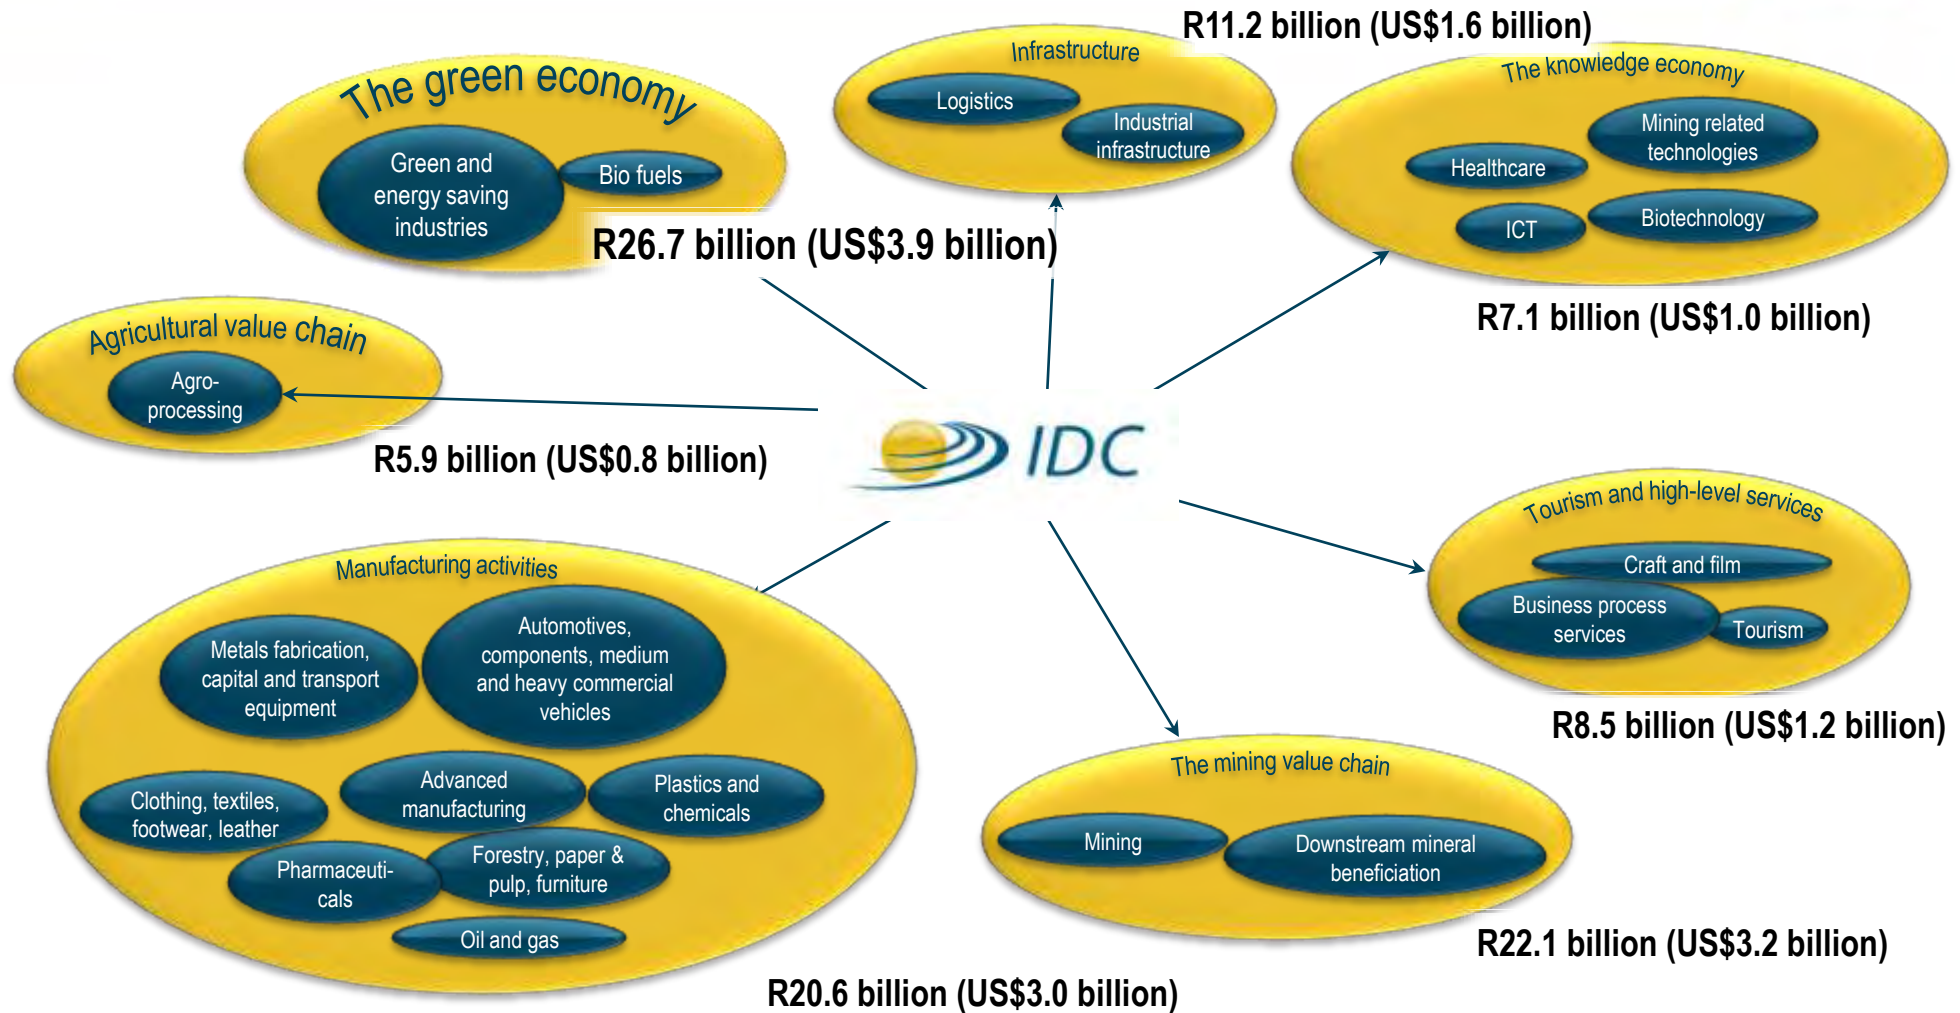 R11.2 billion (US$1.6 billion)
Infrastructure
Logistics
Industrial
infrastructure
The green economy
Green and
energy saving
industries
Bio fuels
R26.7 billion (US$3.9 billion)
The knowledge economy
Mining related
technologies
Healthcare
ICT
Biotechnology
R7.1 billion (US$1.0 billion)
Agricultural value chain
Agro-
processing
R5.9 billion (US$0.8 billion)
IDC
Tourism and high-level services
Craft and film
Business process
services
Tourism
R8.5 billion (US$1.2 billion)
Manufacturing activities
Metals fabrication,
capital and transport
equipment
Automotives,
components, medium
and heavy commercial
vehicles
Clothing, textiles,
footwear, leather
Advanced
manufacturing
Plastics and
chemicals
Pharmaceuti-
cals
Forestry, paper &
pulp, furniture
Oil and gas
R20.6 billion (US$3.0 billion)
The mining value chain
Mining
Downstream mineral
beneficiation
R22.1 billion (US$3.2 billion)